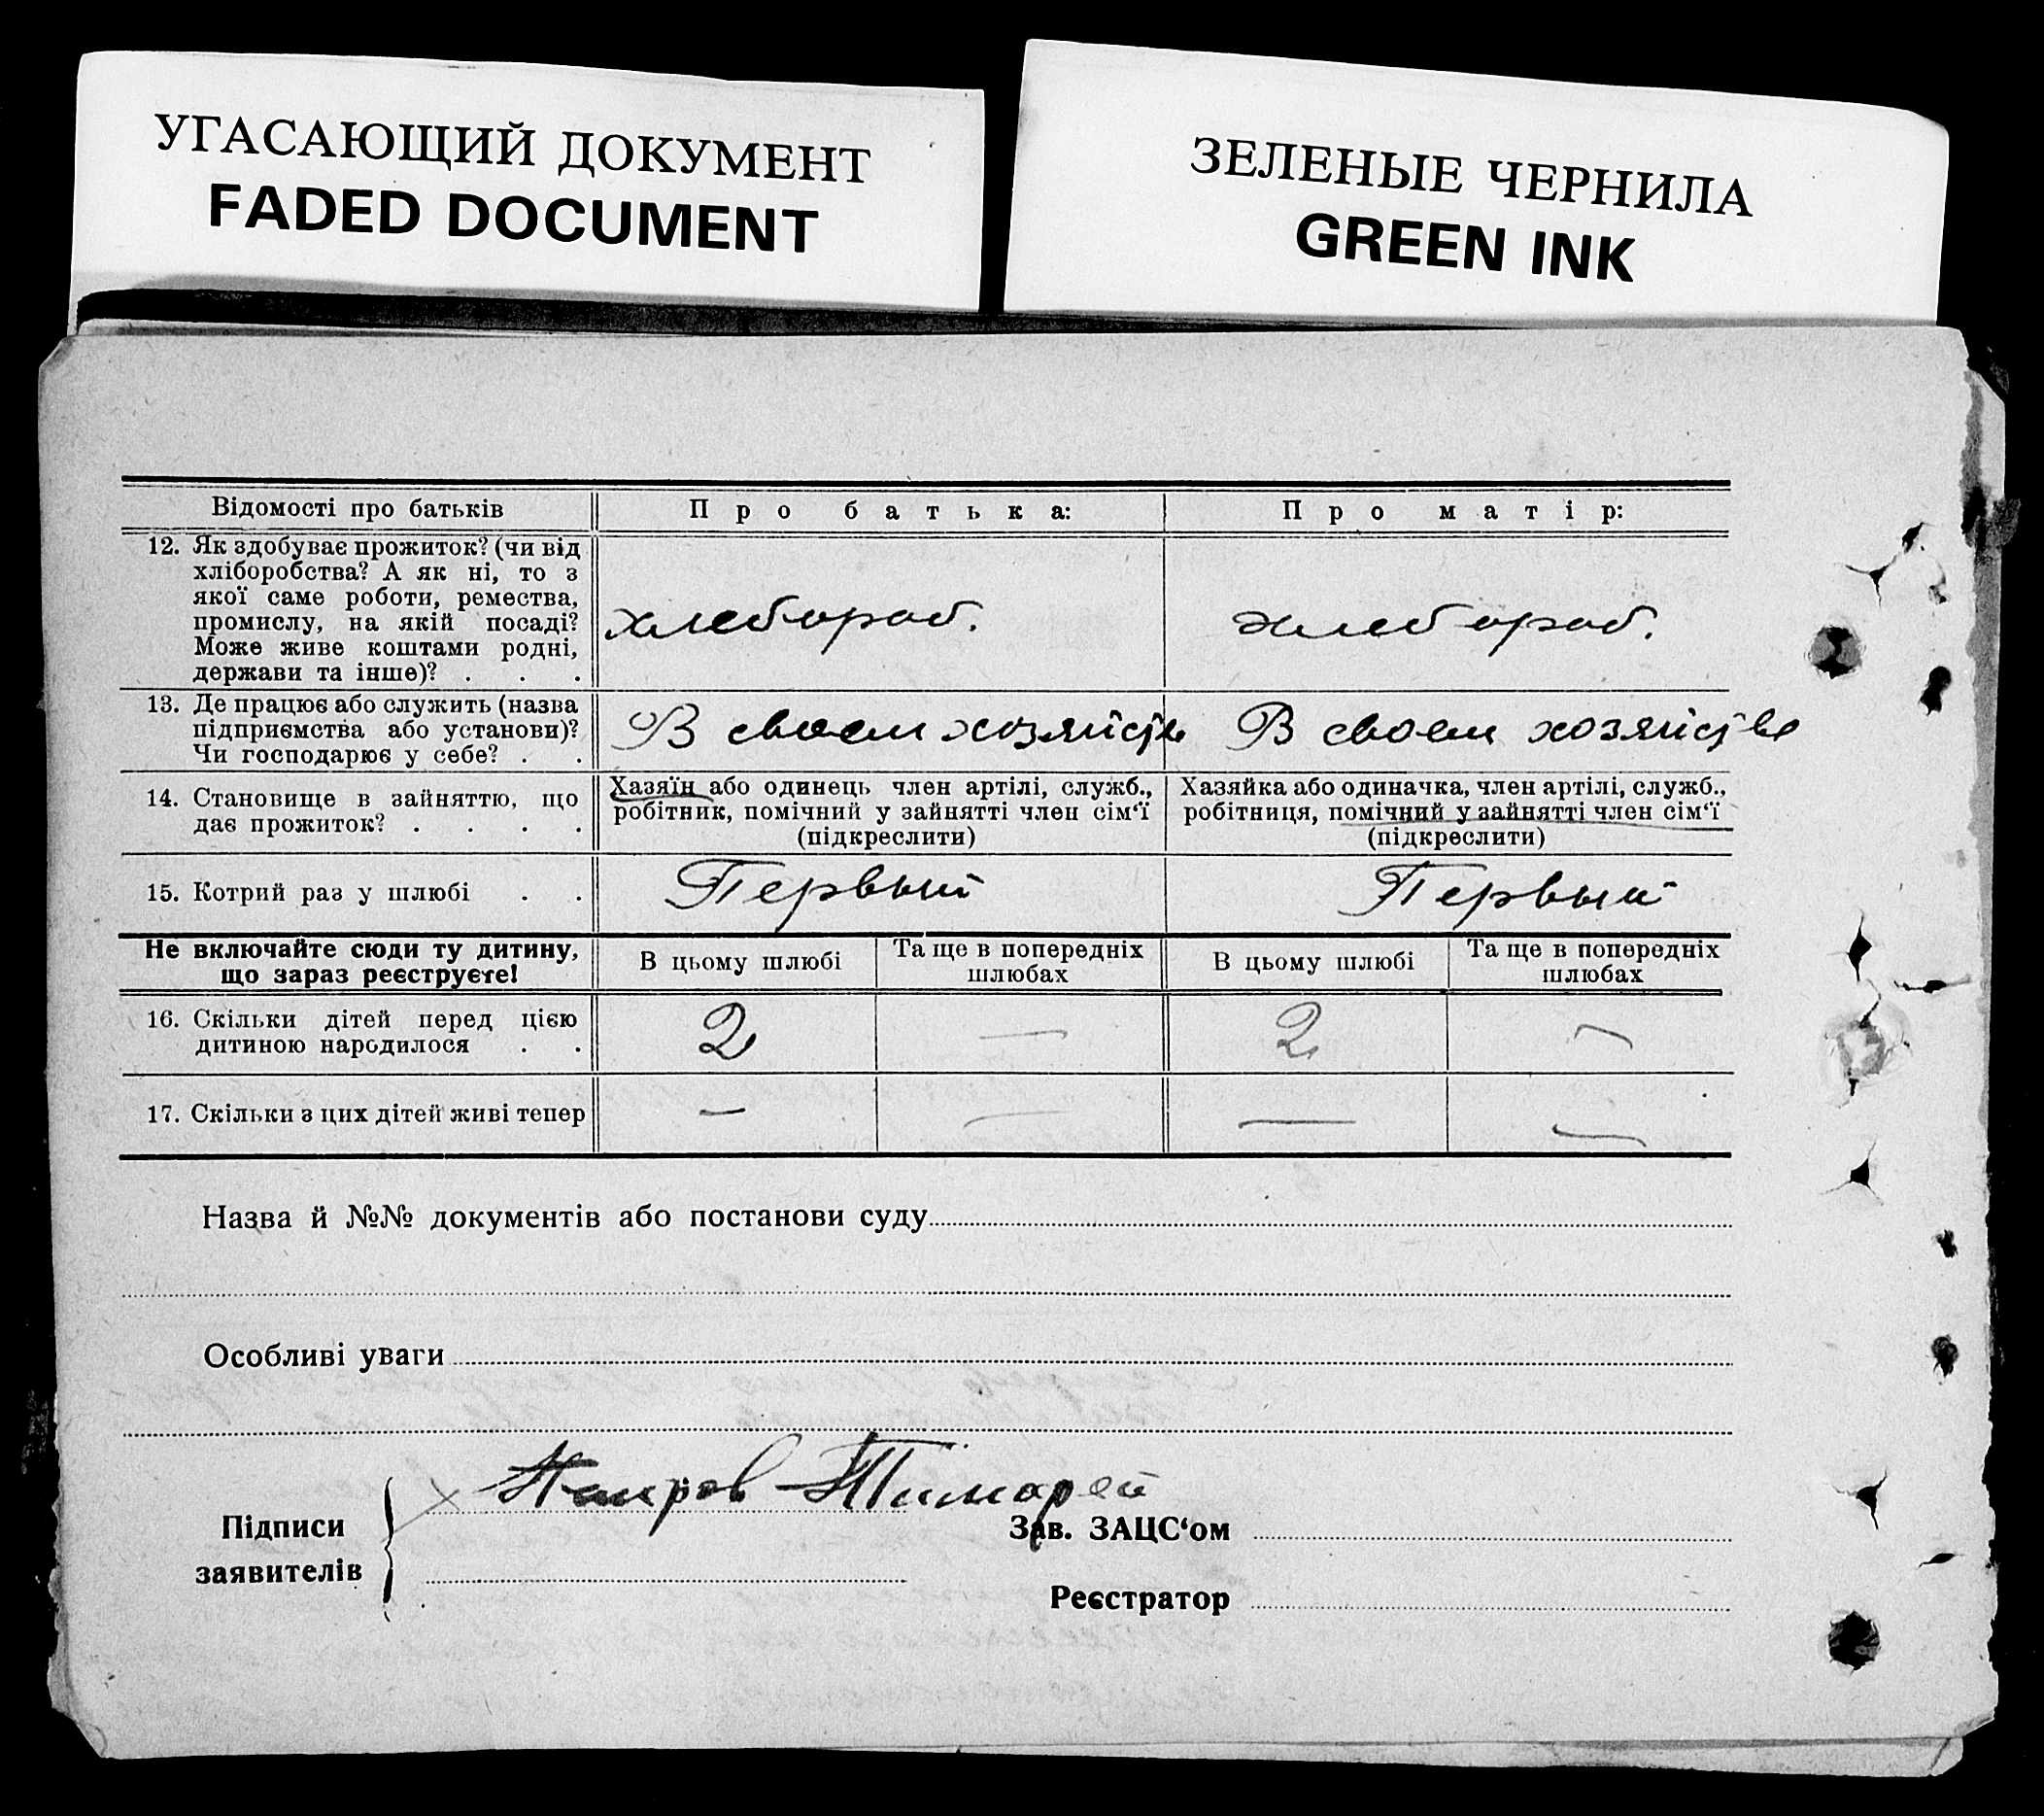 УГАСАЮЩИЙ ДОКУМЕНТ
FADED DOCUMENT
ЗЕЛЕНЫЕ ЧЕРНИЛА
GREEN INK
Відомості про батьків
Про батька:
Про матір:
12. Як здобуває прожиток? (чи від
хліборобства? А як ні, то з
якої саме роботи, ремества,
промислу, на якій посаді?
Може живе коштами родні,
держави та інше)? . . .
хлебороб.
хлебороб.
13. Де працює або служить (назва
підприємства або установи)?
Чи господарює у себе? . .
В своем хозяйстве
В своем хозяйстве
14. Становище в зайняттю, що
дає прожиток? . . . .
Хазяїн або одинець член артілі, служб.,
робітник, помічний у зайнятті член сім‘ї
(підкреслити)
Хазяйка або одиначка, член артілі, служб.,
робітниця, помічний у зайнятті член сім‘ї
(підкреслити)
15. Котрий раз у шлюбі . .
Первый
Первый
Не включайте сюди ту дитину,
що зараз реєструєте!
В цьому шлюбі
Та ще в попередніх
шлюбах
В цьому шлюбі
Та ще в попередніх
шлюбах
16. Скільки дітей перед цією
дитиною народилося . .
2
—
2
—
17. Скільки з цих дітей живі тепер
—
—
—
—
Назва й №№ документів або постанови суду
Особливі уваги
Підписи
заявителів
Тимофей
Зав. ЗАЦС‘ом
Реєстратор